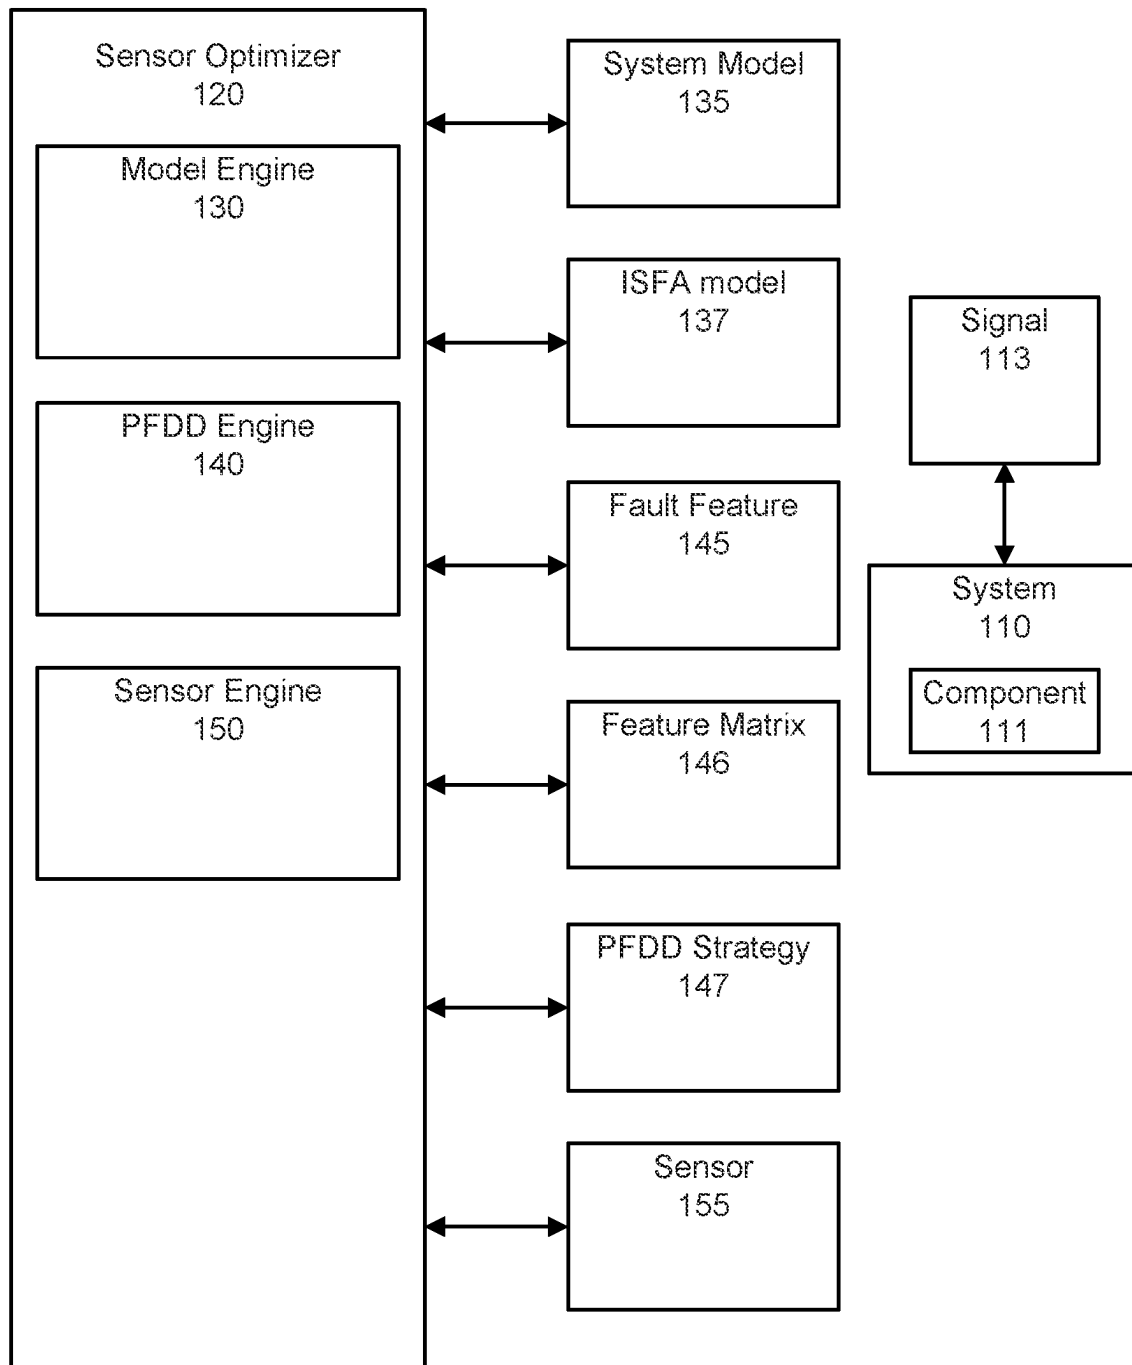 Sensor Optimizer
120
Model Engine
130
PFDD Engine
140
Sensor Engine
150
System Model
135
ISFA model
137
Fault Feature
145
Feature Matrix
146
PFDD Strategy
147
Sensor
155
Signal
113
System
110
Component
111